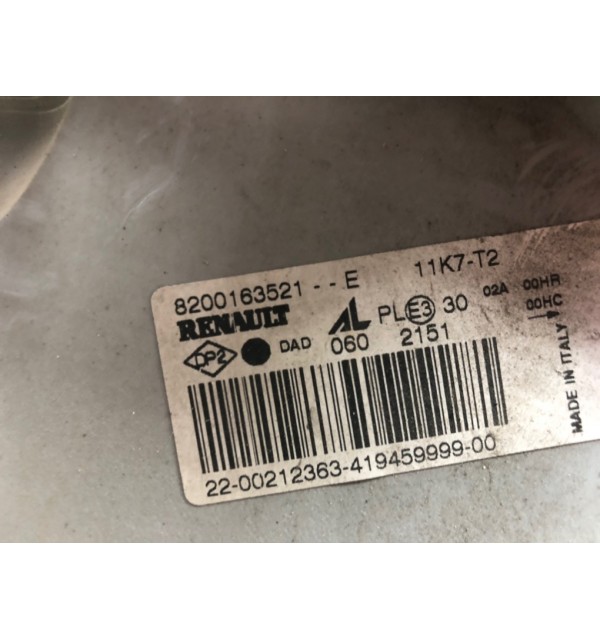 8200163521 - - E 11K7-T2
RENAULT AL PL E3 30 02A 00HR 00HC
DP2 DAD 060 2151
22-00212363-419459999-00
MADE IN ITALY